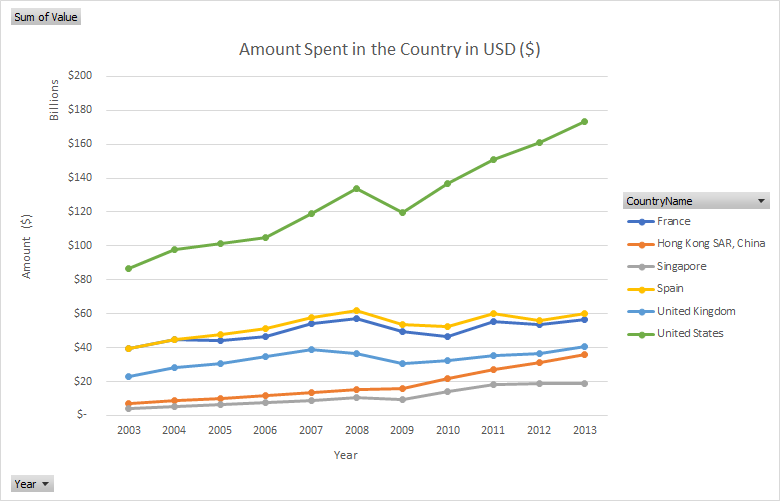 Sum of Value
Amount Spent in the Country in USD ($)
Billions
Amount ($)
$200
$180
$160
$140
$120
$100
$80
$60
$40
$20
$-
2003 2004 2005 2006 2007 2008 2009 2010 2011 2012 2013
Year
CountryName
France
Hong Kong SAR, China
Singapore
Spain
United Kingdom
United States
Year